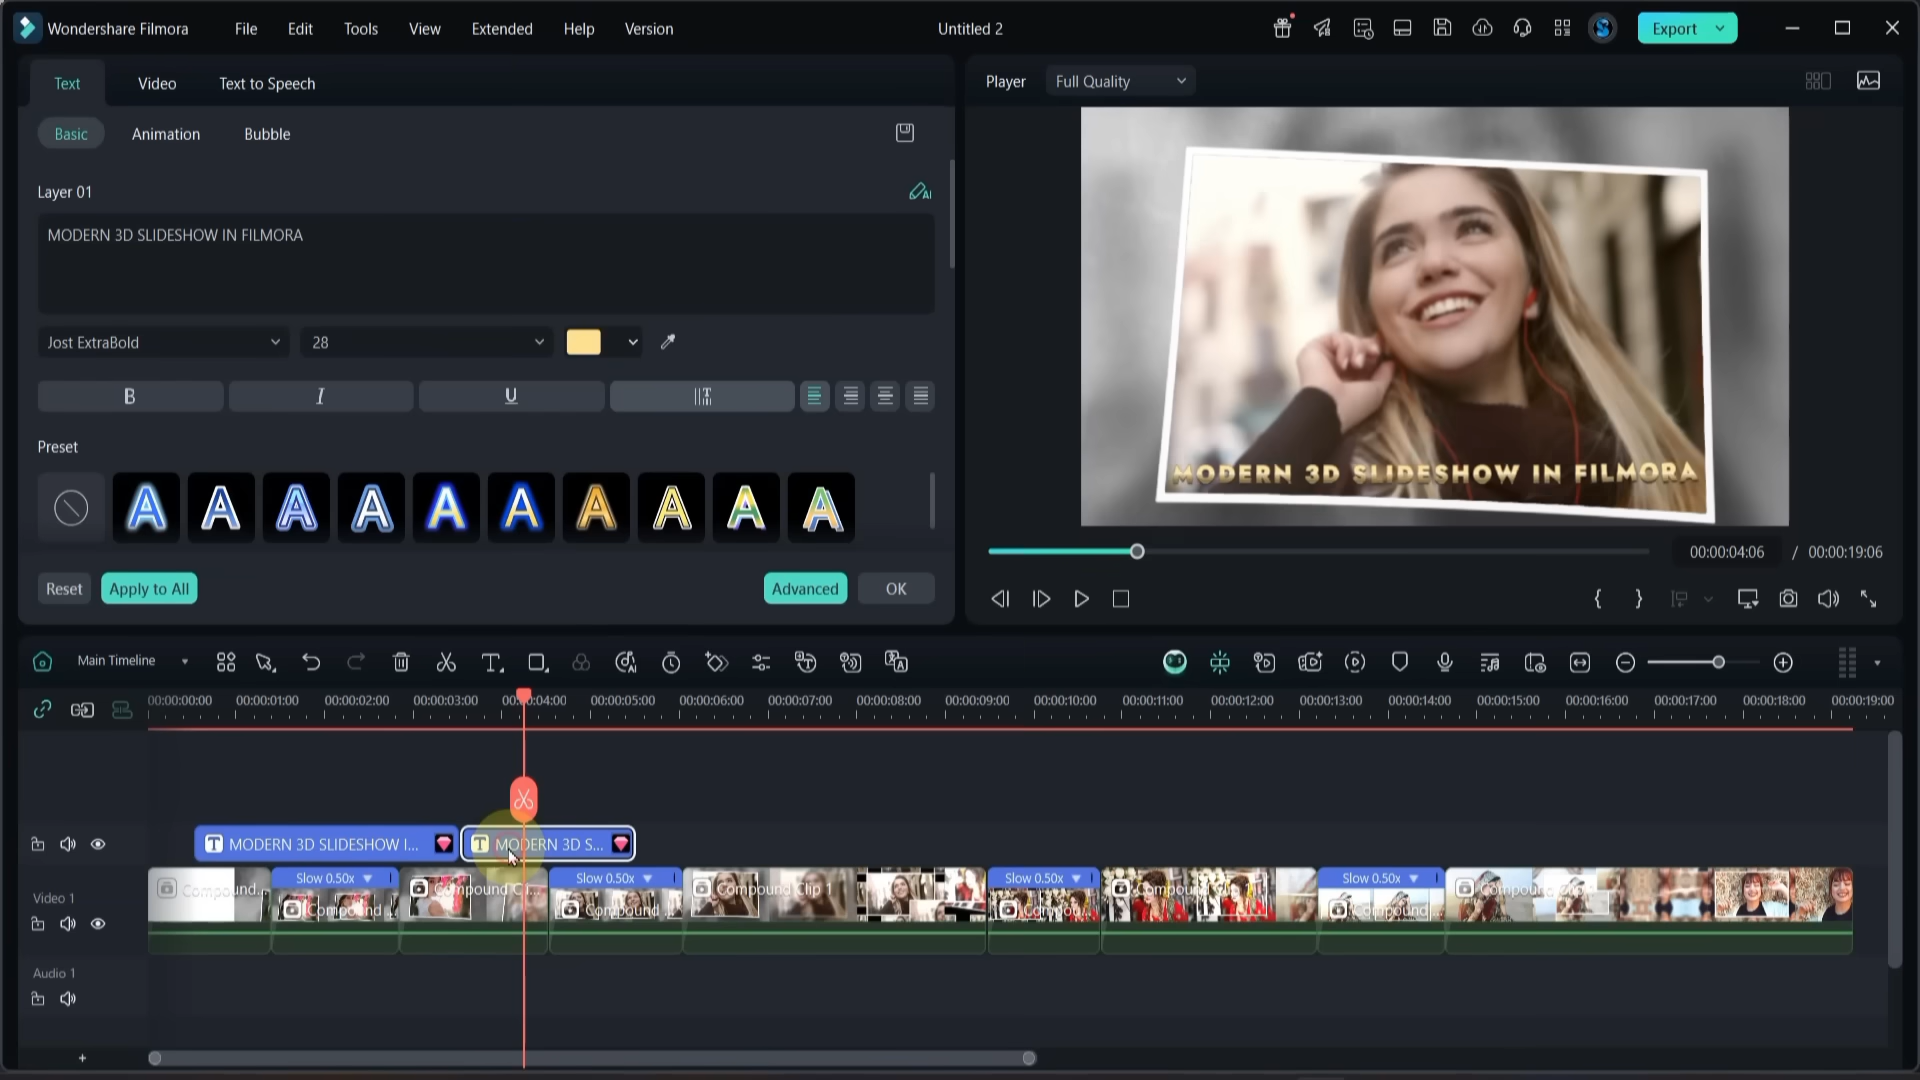 Wondershare Filmora File Edit Tools View Extended Help Version Untitled 2 Export
Text Video Text to Speech
Basic Animation Bubble
Layer 01
MODERN 3D SLIDESHOW IN FILMORA
Jost ExtraBold 28
B I U
Preset
A A A A A A A A A A
Reset Apply to All Advanced OK
Player Full Quality
MODERN 3D SLIDESHOW IN FILMORA
00:00:04:06 / 00:00:19:06
Main Timeline
00:00:00:00 00:00:01:00 00:00:02:00 00:00:03:00 00:00:04:00 00:00:05:00 00:00:06:00 00:00:07:00 00:00:08:00 00:00:09:00 00:00:10:00 00:00:11:00 00:00:12:00 00:00:13:00 00:00:14:00 00:00:15:00 00:00:16:00 00:00:17:00 00:00:18:00 00:00:19:00
MODERN 3D SLIDESHOW I... MODERN 3D S...
Slow 0.50x Slow 0.50x Slow 0.50x Slow 0.50x
Video 1
Compound Clip 1
Audio 1